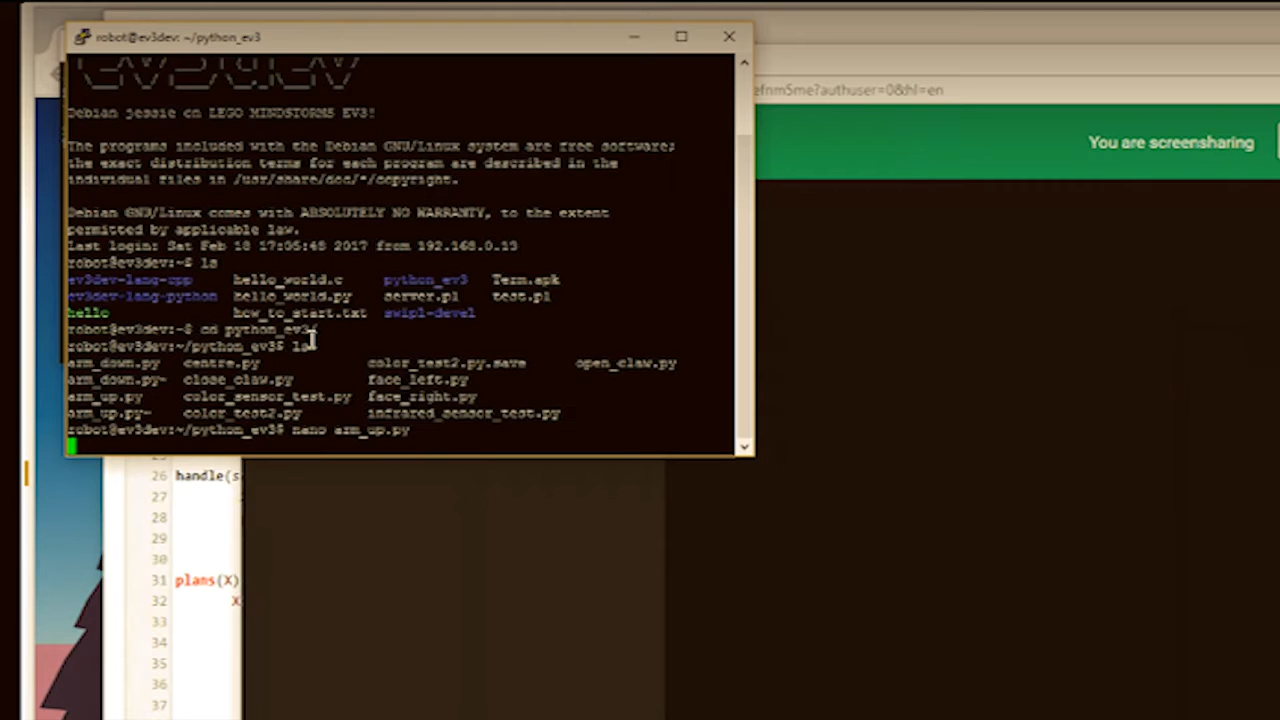 robot@ev3dev: ~/python_ev3
efnm5me?authuser=0&hl=en
You are screensharing
Debian jessie on LEGO MINDSTORMS EV3!
The programs included with the Debian GNU/Linux system are free software;
the exact distribution terms for each program are described in the
individual files in /usr/share/doc/*/copyright.
Debian GNU/Linux comes with ABSOLUTELY NO WARRANTY, to the extent
permitted by applicable law.
Last login: Sat Feb 18 17:05:48 2017 from 192.168.0.13
robot@ev3dev:~$ ls
ev3dev-lang-cpp hello_world.c python_ev3 Term.apk
ev3dev-lang-python hello_world.py server.pl test.pl
hello how_to_start.txt swipl-devel
robot@ev3dev:~$ cd python_ev3/
robot@ev3dev:~/python_ev3$ ls
arm_down.py centre.py color_test2.py.save open_claw.py
arm_down.py~ close_claw.py face_left.py
arm_up.py color_sensor_test.py face_right.py
arm_up.py~ color_test2.py infrared_sensor_test.py
robot@ev3dev:~/python_ev3$ nano arm_up.py
26 handle(s
27
28
29
30
31 plans(X)
32 X
33
34
35
36
37